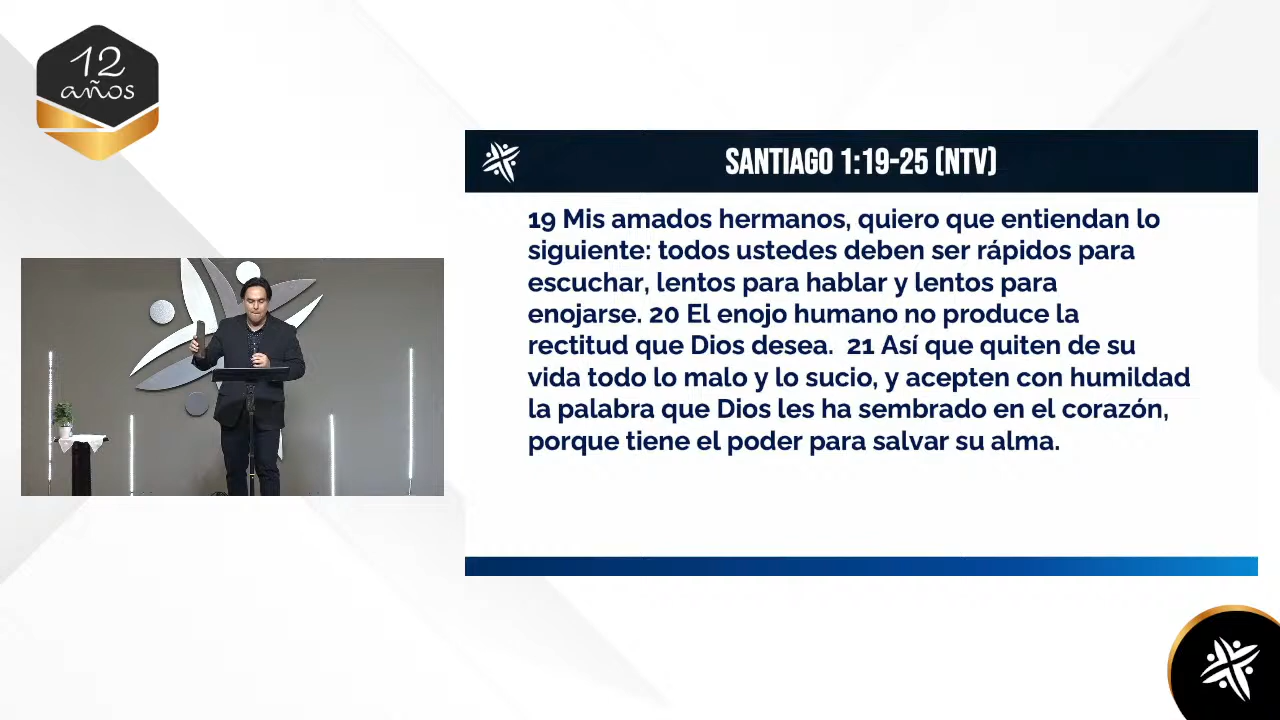 12
años
SANTIAGO 1:19-25 (NTV)
19 Mis amados hermanos, quiero que entiendan lo
siguiente: todos ustedes deben ser rápidos para
escuchar, lentos para hablar y lentos para
enojarse. 20 El enojo humano no produce la
rectitud que Dios desea.  21 Así que quiten de su
vida todo lo malo y lo sucio, y acepten con humildad
la palabra que Dios les ha sembrado en el corazón,
porque tiene el poder para salvar su alma.